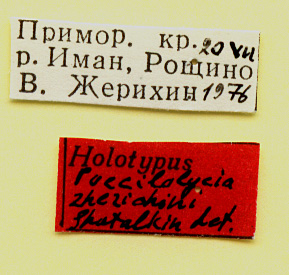 Примор. кр. 20 VII
р. Иман, Рощино
В. Жерихин 1976
Holotypus
Poecilolycia
zherichini
Shatalkin det.